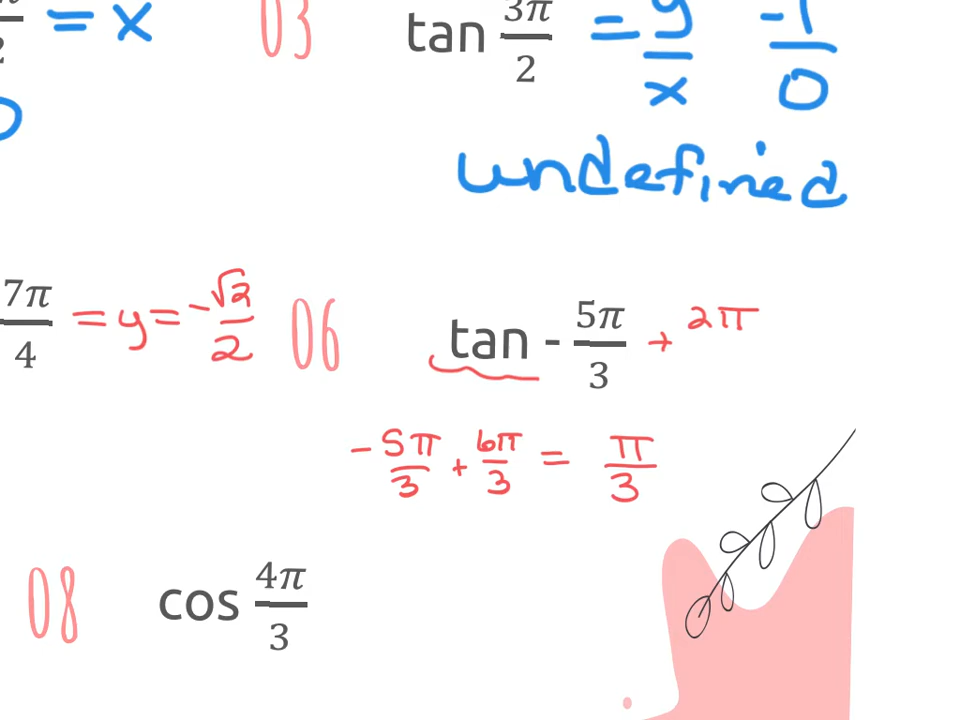 = x
03
tan 3π/2 = y/x -1/0
undefined
7π/4 = y = -√2/2
06
tan - 5π/3 + 2π
-5π/3 + 6π/3 = π/3
08
cos 4π/3